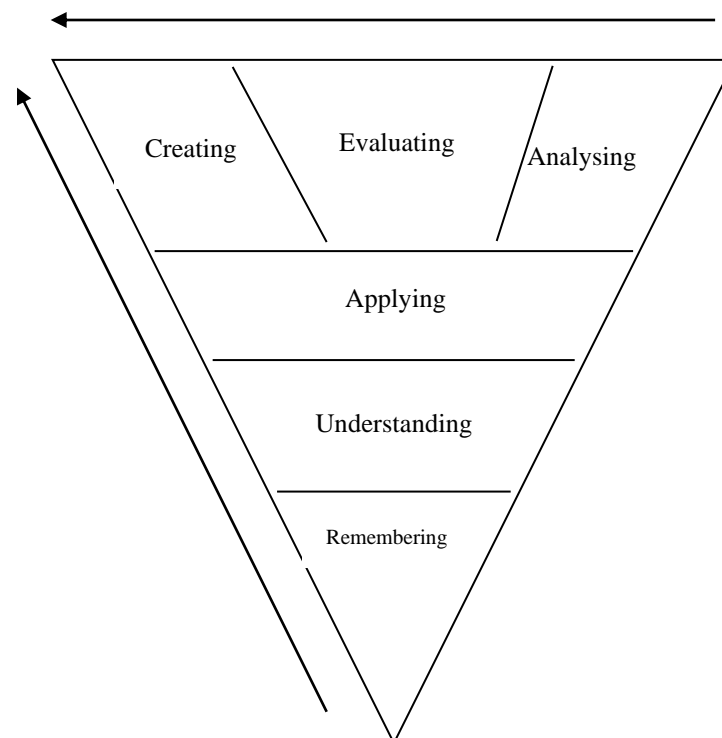 Creating
Evaluating
Analysing
Applying
Understanding
Remembering